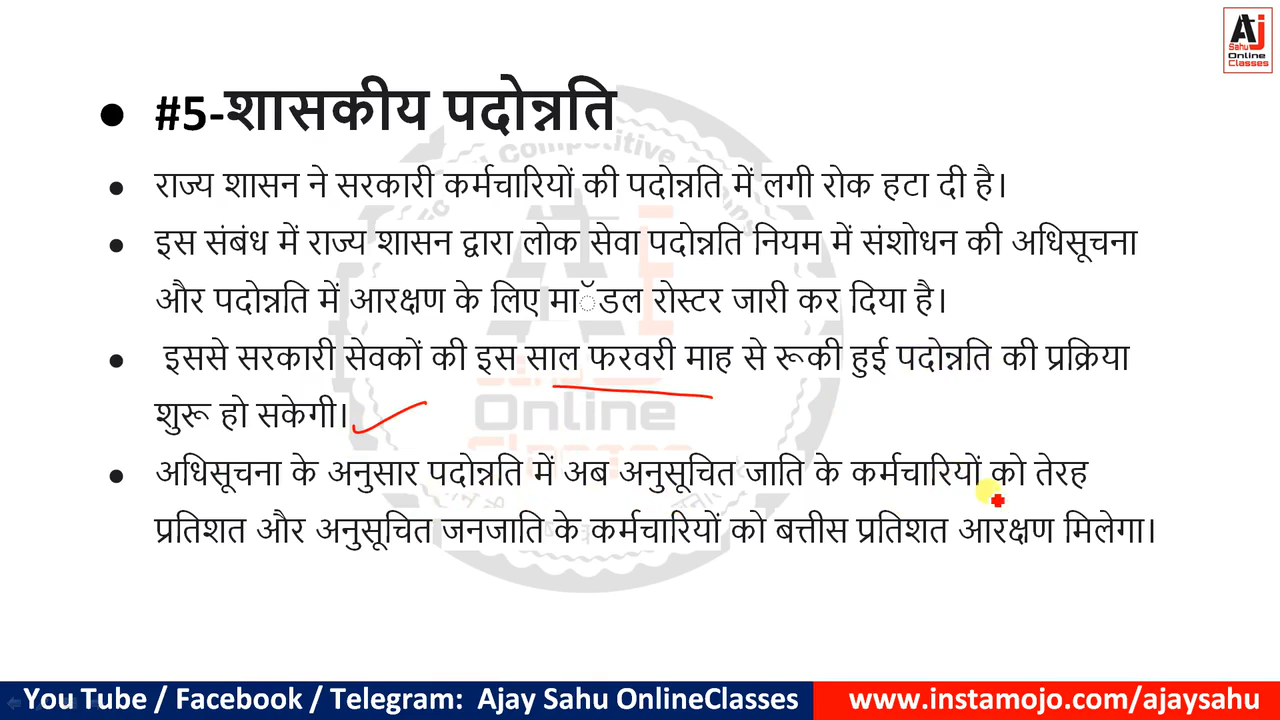 Aj
Sahu
Online
Classes
#5-शासकीय पदोन्नति
राज्य शासन ने सरकारी कर्मचारियों की पदोन्नति में लगी रोक हटा दी है।
इस संबंध में राज्य शासन द्वारा लोक सेवा पदोन्नति नियम में संशोधन की अधिसूचना
और पदोन्नति में आरक्षण के लिए माॅडल रोस्टर जारी कर दिया है।
इससे सरकारी सेवकों की इस साल फरवरी माह से रूकी हुई पदोन्नति की प्रक्रिया
शुरू हो सकेगी।
अधिसूचना के अनुसार पदोन्नति में अब अनुसूचित जाति के कर्मचारियों को तेरह
प्रतिशत और अनुसूचित जनजाति के कर्मचारियों को बत्तीस प्रतिशत आरक्षण मिलेगा।
Competitive
Online
Classes
You Tube / Facebook / Telegram: Ajay Sahu OnlineClasses
www.instamojo.com/ajaysahu